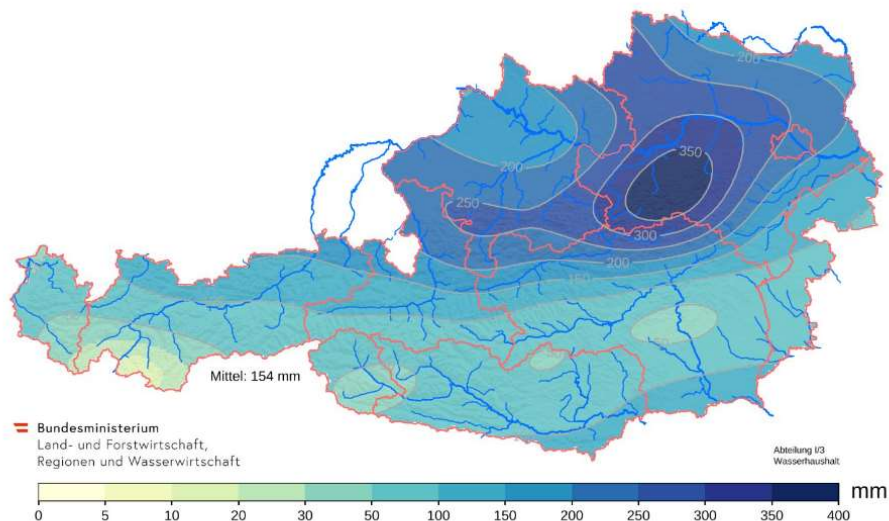 200
350
200
250
300
200
150
50
Mittel: 154 mm
Bundesministerium
Land- und Forstwirtschaft,
Regionen und Wasserwirtschaft
Abteilung I/3
Wasserhaushalt
0 5 10 20 30 50 100 150 200 250 300 350 400 mm